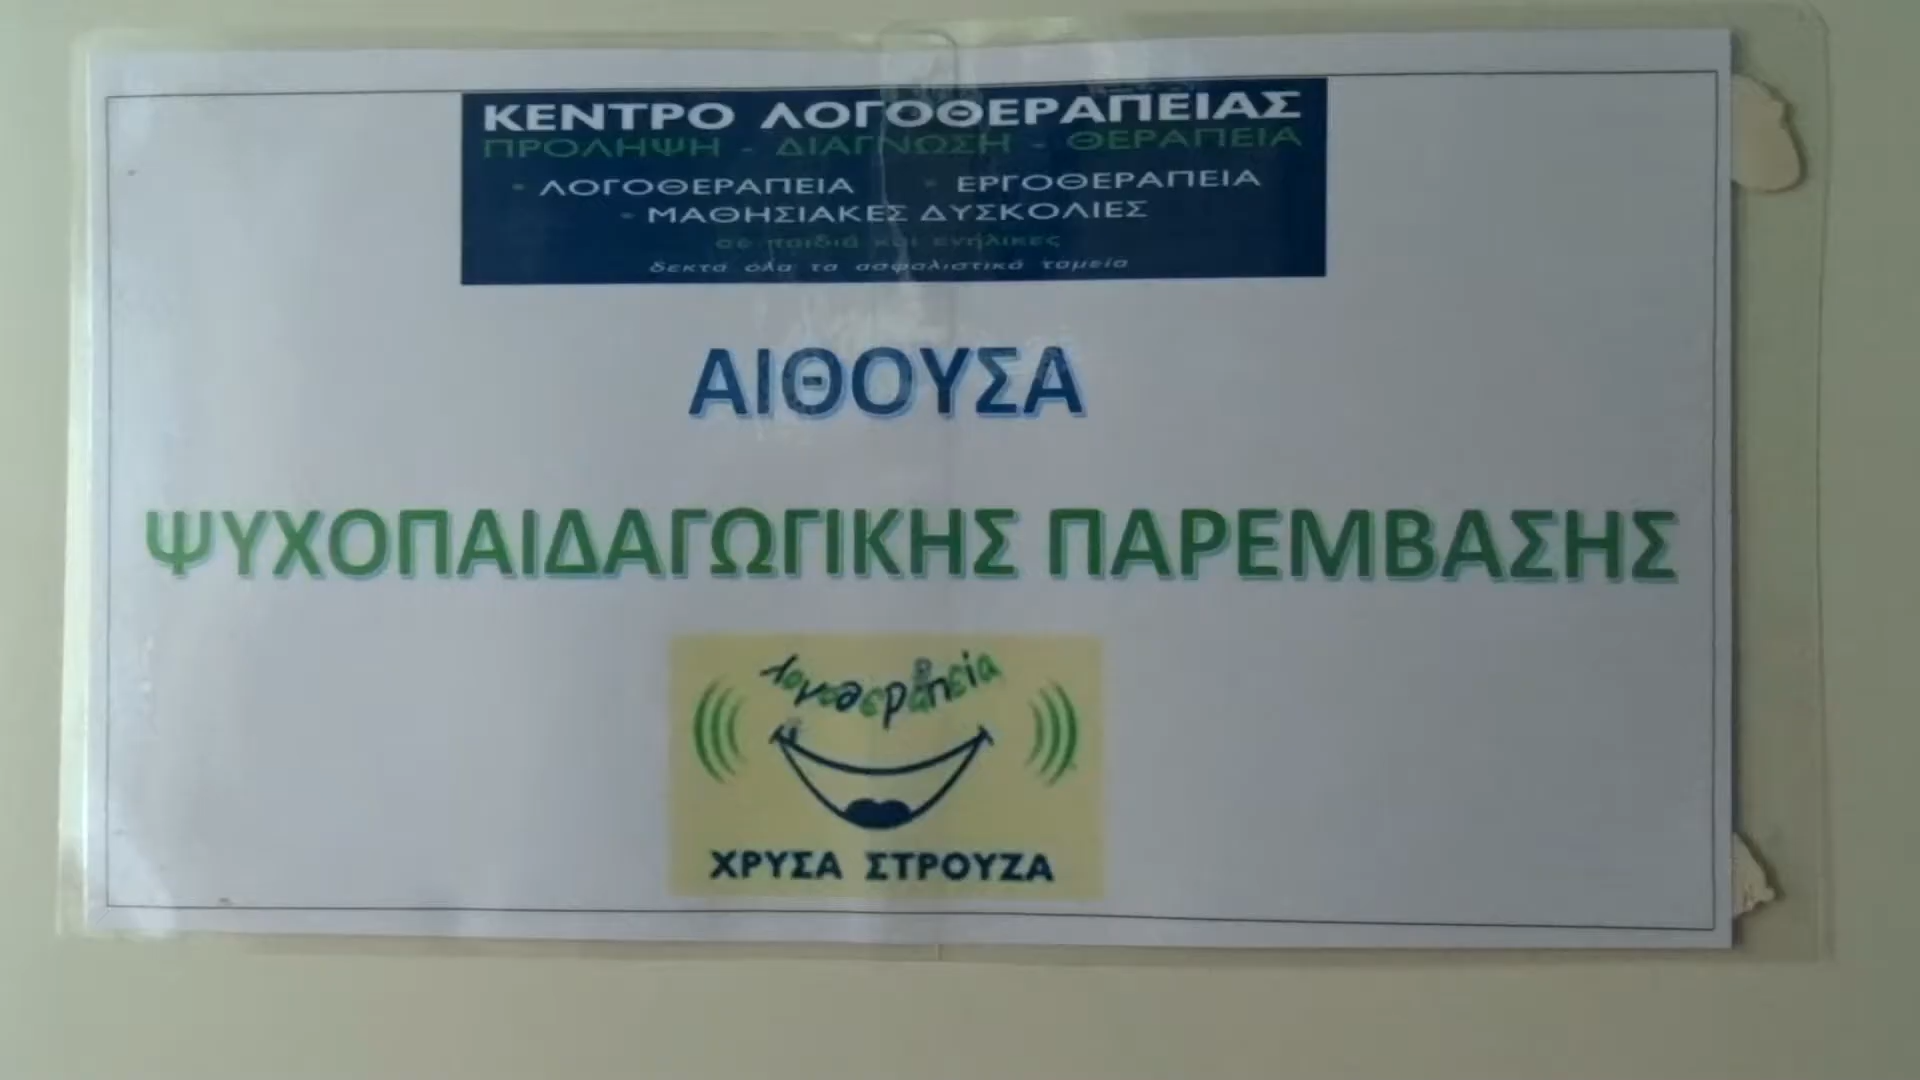 ΚΕΝΤΡΟ ΛΟΓΟΘΕΡΑΠΕΙΑΣ
ΠΡΟΛΗΨΗ - ΔΙΑΓΝΩΣΗ - ΘΕΡΑΠΕΙΑ
• ΛΟΓΟΘΕΡΑΠΕΙΑ • ΕΡΓΟΘΕΡΑΠΕΙΑ
• ΜΑΘΗΣΙΑΚΕΣ ΔΥΣΚΟΛΙΕΣ
σε παιδιά και ενήλικες
δεκτά όλα τα ασφαλιστικά ταμεία
ΑΙΘΟΥΣΑ
ΨΥΧΟΠΑΙΔΑΓΩΓΙΚΗΣ ΠΑΡΕΜΒΑΣΗΣ
λογοθεραπεία
ΧΡΥΣΑ ΣΤΡΟΥΖΑ